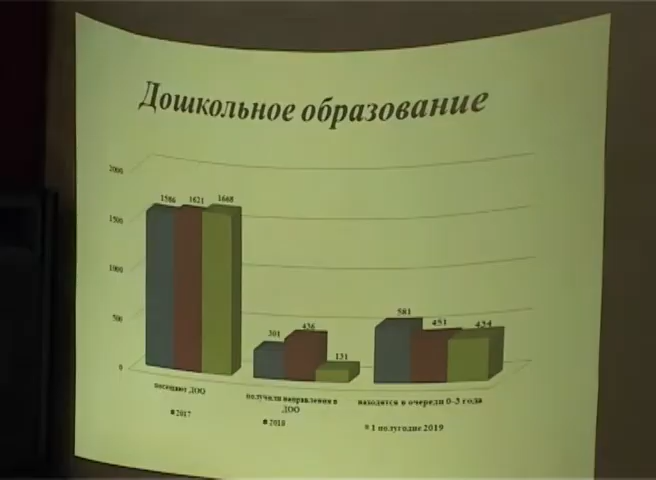 Дошкольное образование
2000
1500
1000
500
0
1586 1621 1668
301 436 131
581 451 434
посещают ДОО
получили направления в
ДОО
находятся в очереди 0-3 года
2017
2018
1 полугодие 2019